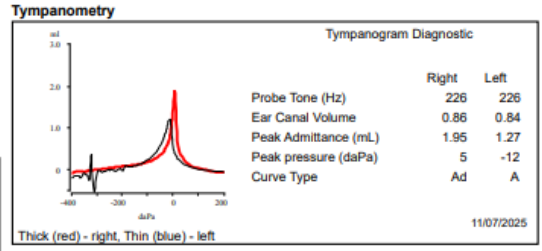 Tympanometry
Tympanogram Diagnostic
ml
3.0
2.0
1.0
0
-400 -200 0 200
daPa
Right Left
Probe Tone (Hz) 226 226
Ear Canal Volume 0.86 0.84
Peak Admittance (mL) 1.95 1.27
Peak pressure (daPa) 5 -12
Curve Type Ad A
11/07/2025
Thick (red) - right, Thin (blue) - left